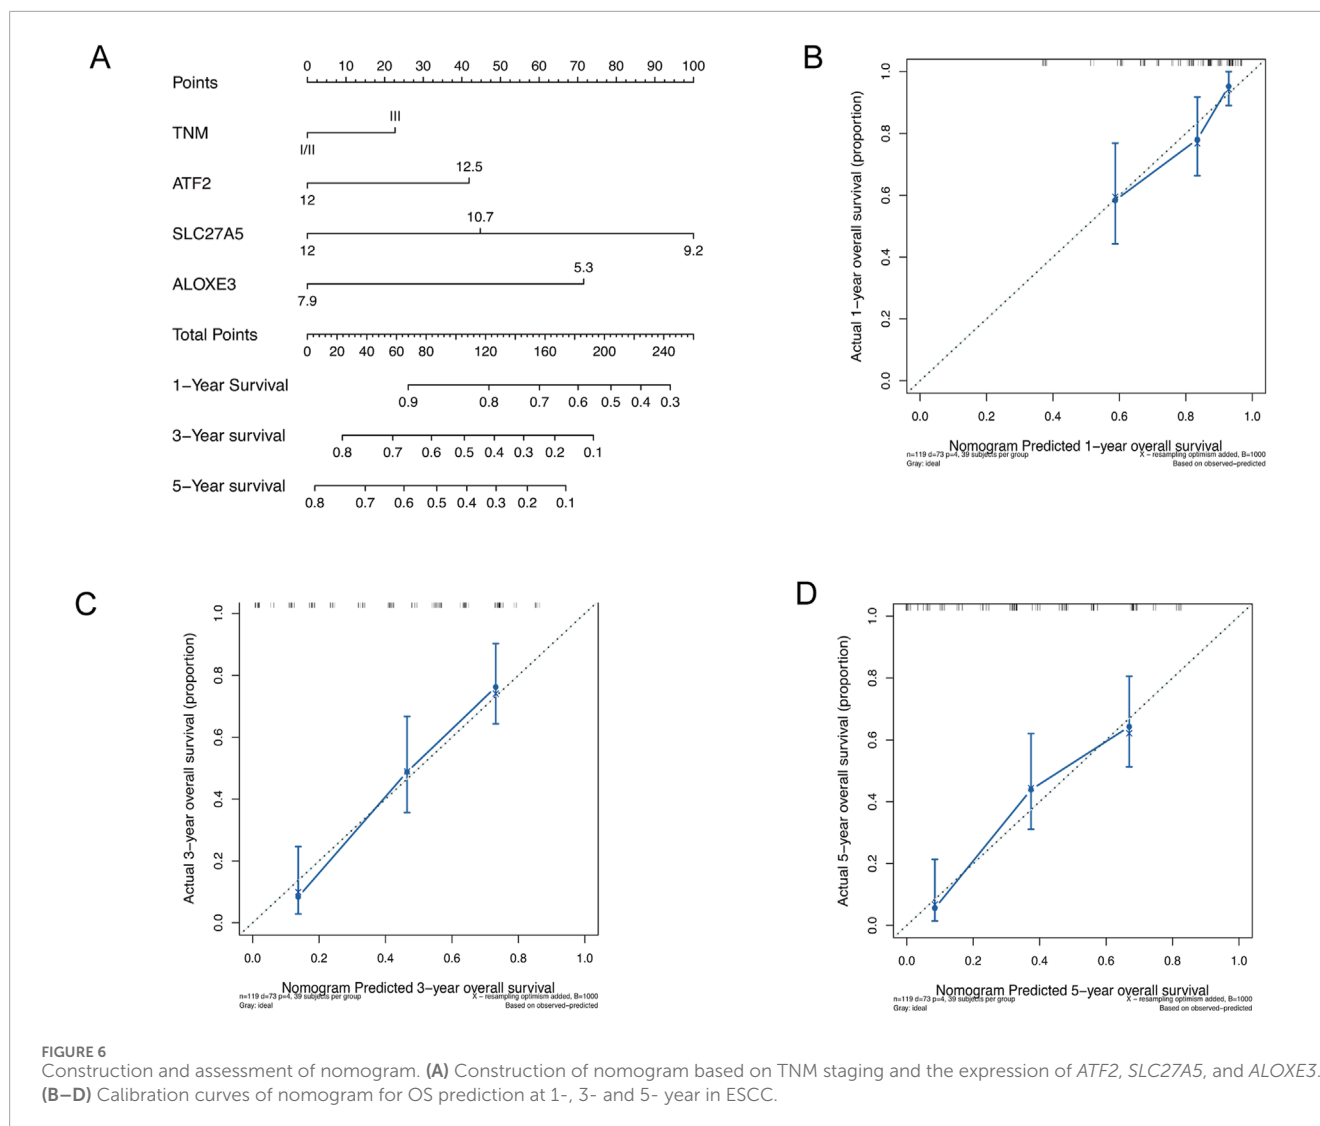 A
Points
0 10 20 30 40 50 60 70 80 90 100
TNM
III
I/II
ATF2
12.5
12
SLC27A5
10.7
12 9.2
ALOXE3
5.3
7.9
Total Points
0 20 40 60 80 120 160 200 240
1−Year Survival
0.9 0.8 0.7 0.6 0.5 0.4 0.3
3−Year survival
0.8 0.7 0.6 0.5 0.4 0.3 0.2 0.1
5−Year survival
0.8 0.7 0.6 0.5 0.4 0.3 0.2 0.1
B
Actual 1−year overall survival (proportion)
1.0
0.8
0.6
0.4
0.2
0.0
0.0 0.2 0.4 0.6 0.8 1.0
Nomogram Predicted 1−year overall survival
n=119 d=73 p=4, 39 subjects per group X − resampling optimism added, B=1000
Gray: ideal Based on observed−predicted
C
Actual 3−year overall survival (proportion)
1.0
0.8
0.6
0.4
0.2
0.0
0.0 0.2 0.4 0.6 0.8 1.0
Nomogram Predicted 3−year overall survival
n=119 d=73 p=4, 39 subjects per group X − resampling optimism added, B=1000
Gray: ideal Based on observed−predicted
D
Actual 5−year overall survival (proportion)
1.0
0.8
0.6
0.4
0.2
0.0
0.0 0.2 0.4 0.6 0.8 1.0
Nomogram Predicted 5−year overall survival
n=119 d=73 p=4, 39 subjects per group X − resampling optimism added, B=1000
Gray: ideal Based on observed−predicted
FIGURE 6
Construction and assessment of nomogram. (A) Construction of nomogram based on TNM staging and the expression of ATF2, SLC27A5, and ALOXE3.
(B–D) Calibration curves of nomogram for OS prediction at 1-, 3- and 5- year in ESCC.